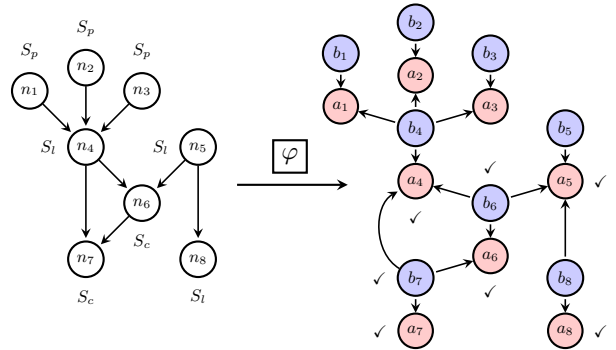 S_p
S_p
S_p
n_1
n_2
n_3
S_l
n_4
S_l
n_5
n_6
S_c
n_7
n_8
S_c
S_l
φ
b_2
b_1
b_3
a_2
a_1
a_3
b_4
b_5
✓
a_4
a_5
✓
✓
b_6
a_6
✓
b_7
✓
b_8
✓
a_7
a_8
✓